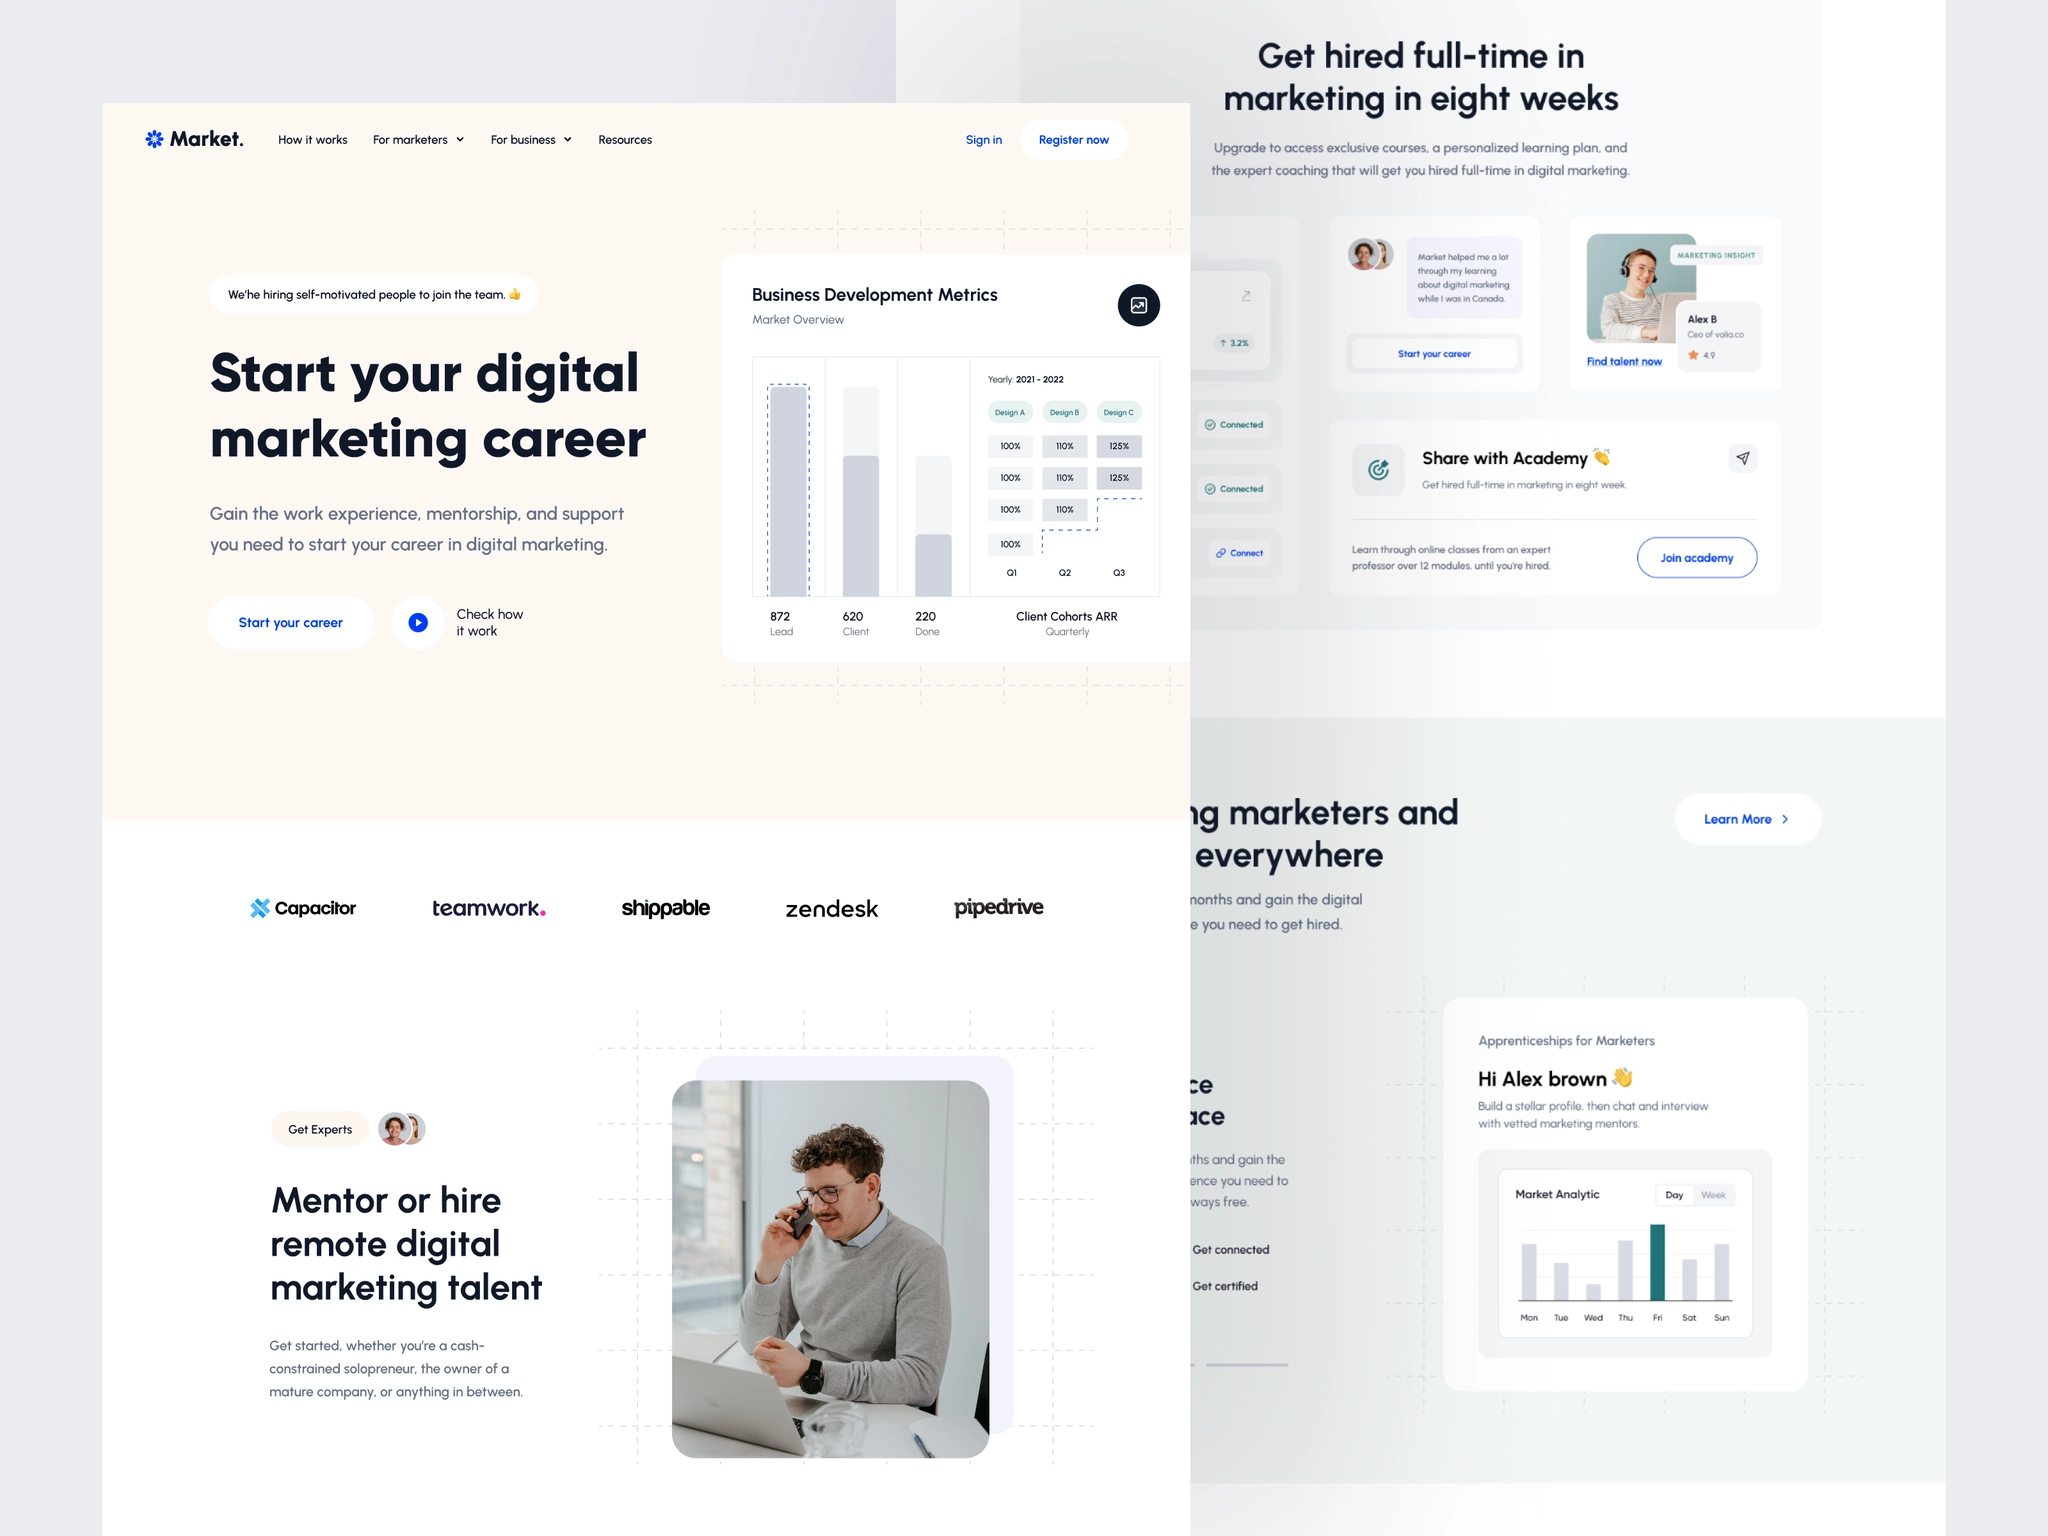 Market.
How it works
For marketers
For business
Resources
Sign in
Register now
We'he hiring self-motivated people to join the team. 👍
Start your digital
marketing career
Gain the work experience, mentorship, and support
you need to start your career in digital marketing.
Start your career
Check how
it work
Business Development Metrics
Market Overview
Yearly: 2021 - 2022
Design A Design B Design C
100% 110% 125%
100% 110% 125%
100% 110%
100%
Q1 Q2 Q3
872 620 220
Lead Client Done
Client Cohorts ARR
Quarterly
Capacitor
teamwork.
shippable
zendesk
pipedrive
Get Experts
Mentor or hire
remote digital
marketing talent
Get started, whether you're a cash-
constrained solopreneur, the owner of a
mature company, or anything in between.
Get hired full-time in
marketing in eight weeks
Upgrade to access exclusive courses, a personalized learning plan, and
the expert coaching that will get you hired full-time in digital marketing.
3.2%
Connected
Connected
Connect
Market helped me a lot
through my learning
about digital marketing
while I was in Canada.
Start your career
MARKETING INSIGHT
Alex B
Ceo of volia.co
4.9
Find talent now
Share with Academy 👏
Get hired full-time in marketing in eight week.
Learn through online classes from an expert
professor over 12 modules, until you're hired.
Join academy
ng marketers and
everywhere
Learn More
months and gain the digital
e you need to get hired.
ce
ace
ths and gain the
ence you need to
ways free.
Get connected
Get certified
Apprenticeships for Marketers
Hi Alex brown 👋
Build a stellar profile, then chat and interview
with vetted marketing mentors.
Market Analytic
Day Week
Mon Tue Wed Thu Fri Sat Sun